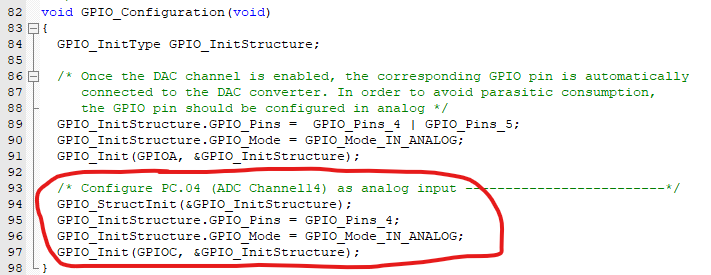 82 void GPIO_Configuration(void)
83 {
84 GPIO_InitType GPIO_InitStructure;
85
86 /* Once the DAC channel is enabled, the corresponding GPIO pin is automatically
87 connected to the DAC converter. In order to avoid parasitic consumption,
88 the GPIO pin should be configured in analog */
89 GPIO_InitStructure.GPIO_Pins =  GPIO_Pins_4 | GPIO_Pins_5;
90 GPIO_InitStructure.GPIO_Mode = GPIO_Mode_IN_ANALOG;
91 GPIO_Init(GPIOA, &GPIO_InitStructure);
92
93 /* Configure PC.04 (ADC Channel14) as analog input --------------------------*/
94 GPIO_StructInit(&GPIO_InitStructure);
95 GPIO_InitStructure.GPIO_Pins = GPIO_Pins_4;
96 GPIO_InitStructure.GPIO_Mode = GPIO_Mode_IN_ANALOG;
97 GPIO_Init(GPIOC, &GPIO_InitStructure);
98 }